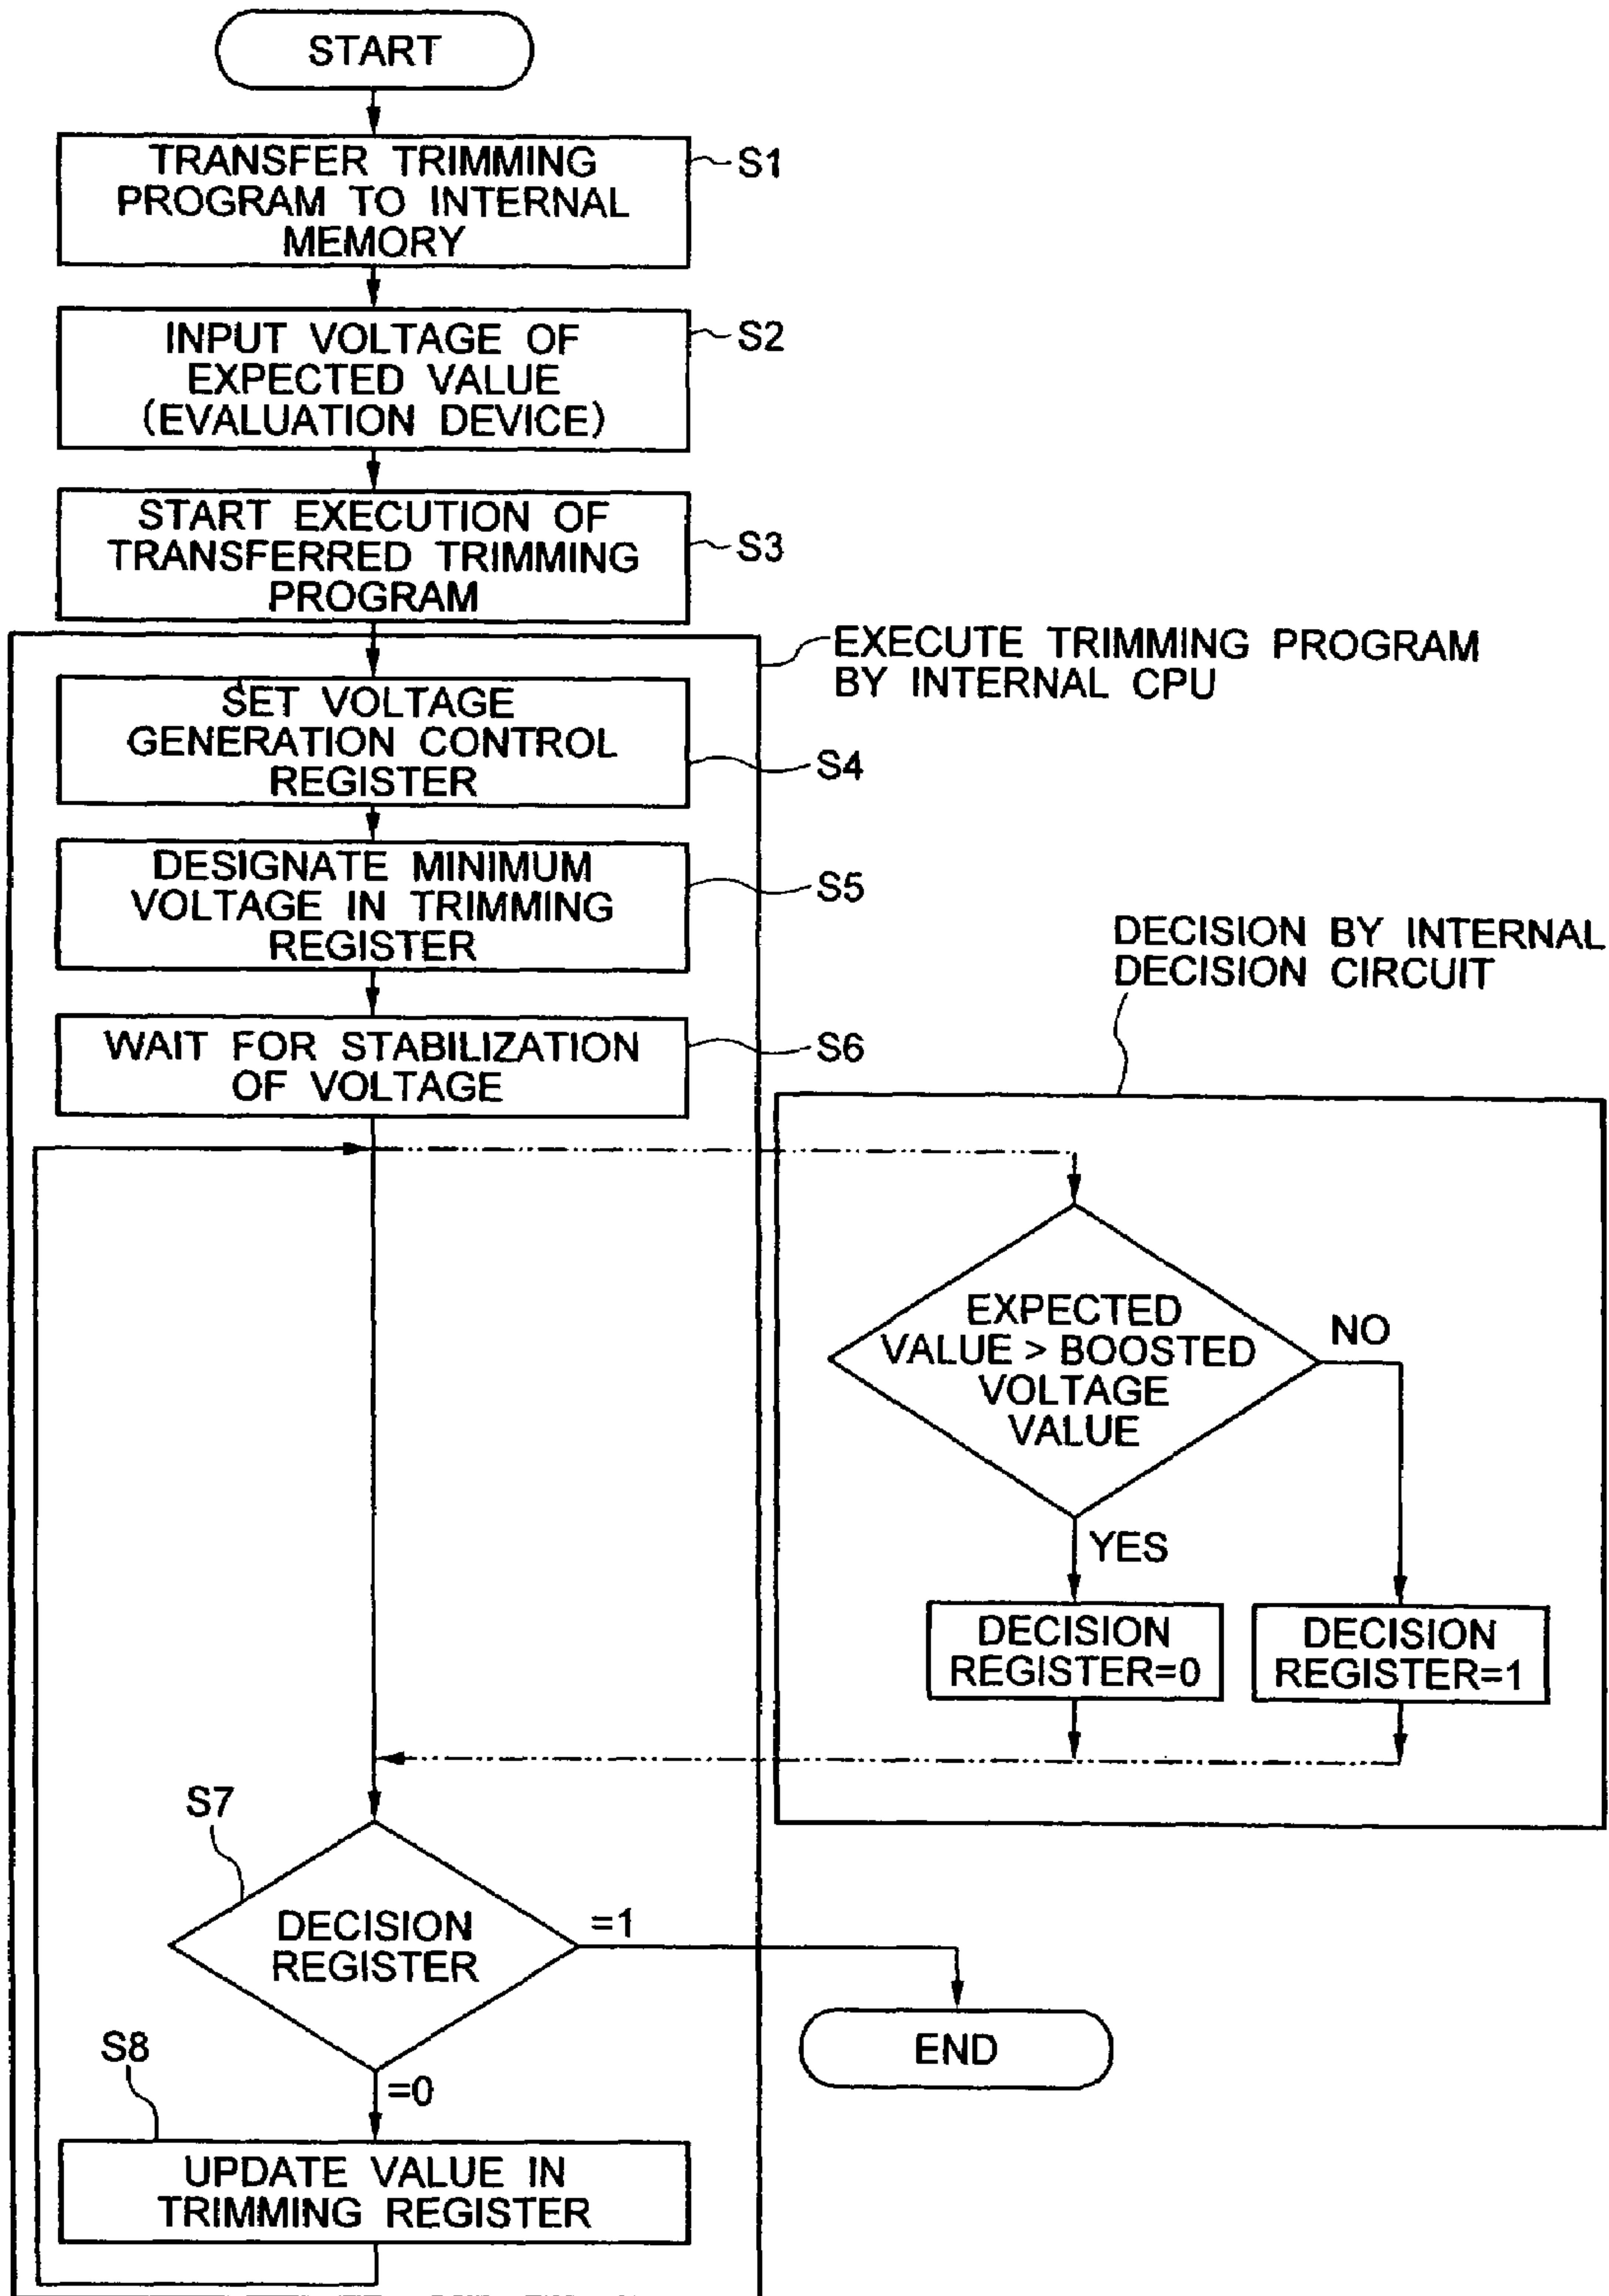 START
TRANSFER TRIMMING
PROGRAM TO INTERNAL
MEMORY
S1
INPUT VOLTAGE OF
EXPECTED VALUE
(EVALUATION DEVICE)
S2
START EXECUTION OF
TRANSFERRED TRIMMING
PROGRAM
S3
EXECUTE TRIMMING PROGRAM
BY INTERNAL CPU
SET VOLTAGE
GENERATION CONTROL
REGISTER
S4
DESIGNATE MINIMUM
VOLTAGE IN TRIMMING
REGISTER
S5
WAIT FOR STABILIZATION
OF VOLTAGE
S6
DECISION BY INTERNAL
DECISION CIRCUIT
EXPECTED
VALUE > BOOSTED
VOLTAGE
VALUE
NO
YES
DECISION
REGISTER=0
DECISION
REGISTER=1
S7
DECISION
REGISTER
=1
END
=0
S8
UPDATE VALUE IN
TRIMMING REGISTER